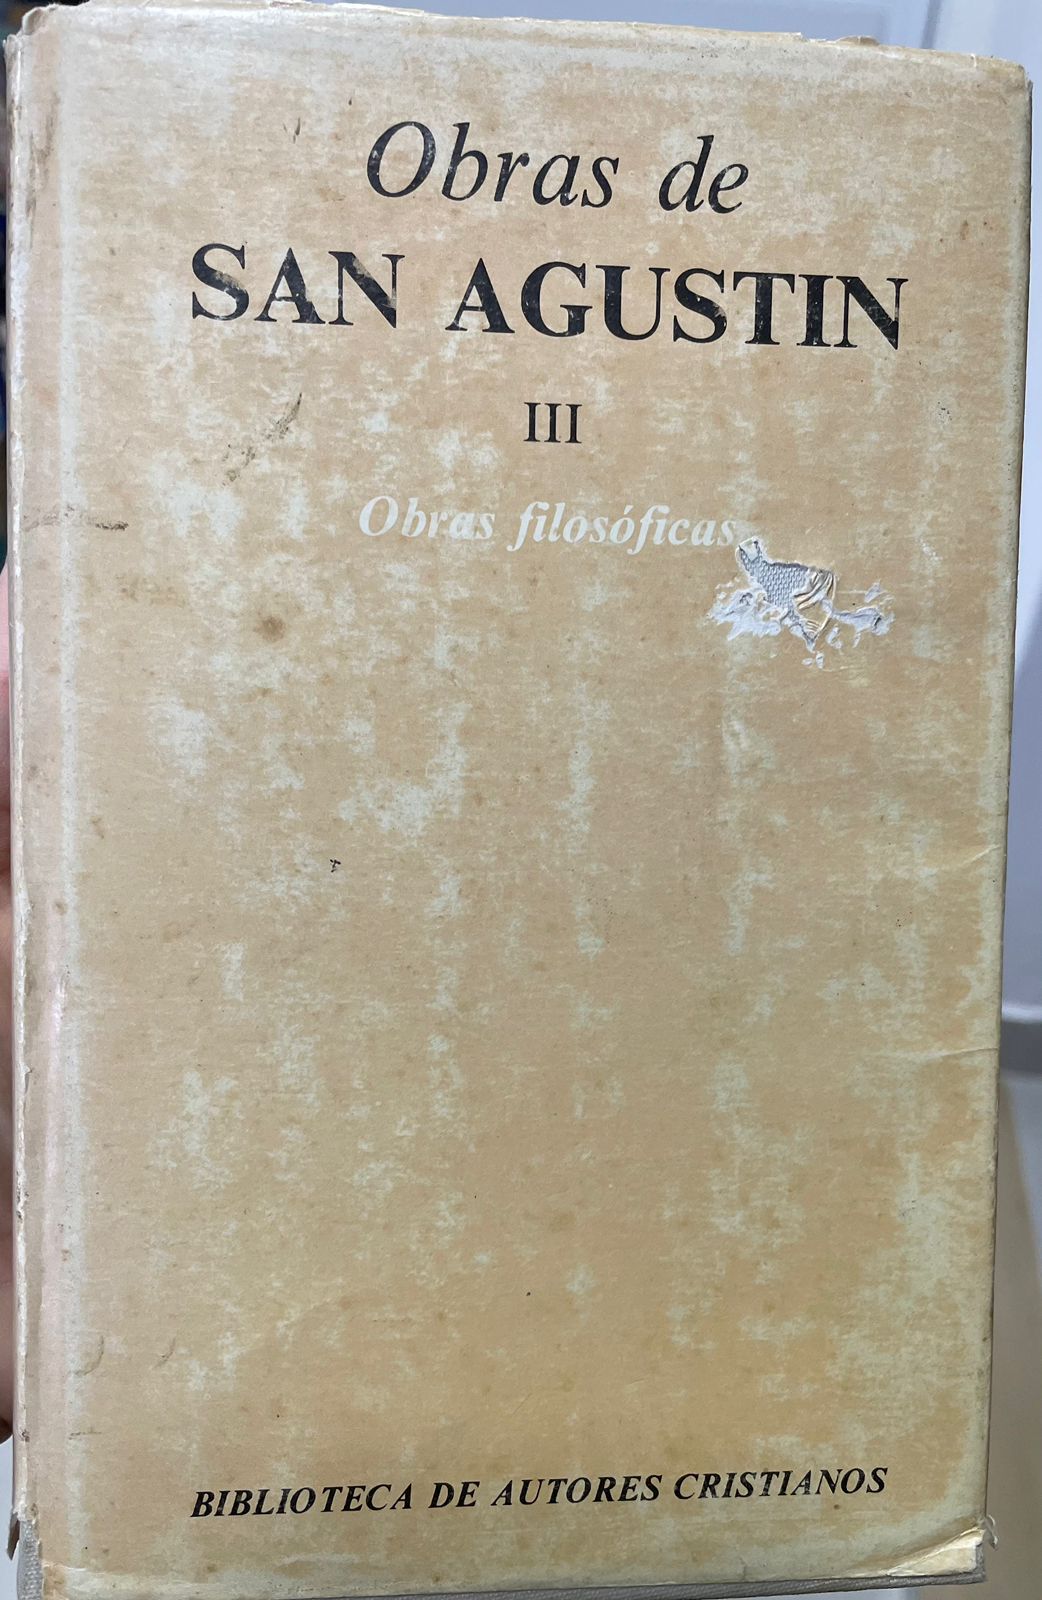 Obras de
SAN AGUSTIN
III
Obras filosóficas
BIBLIOTECA DE AUTORES CRISTIANOS